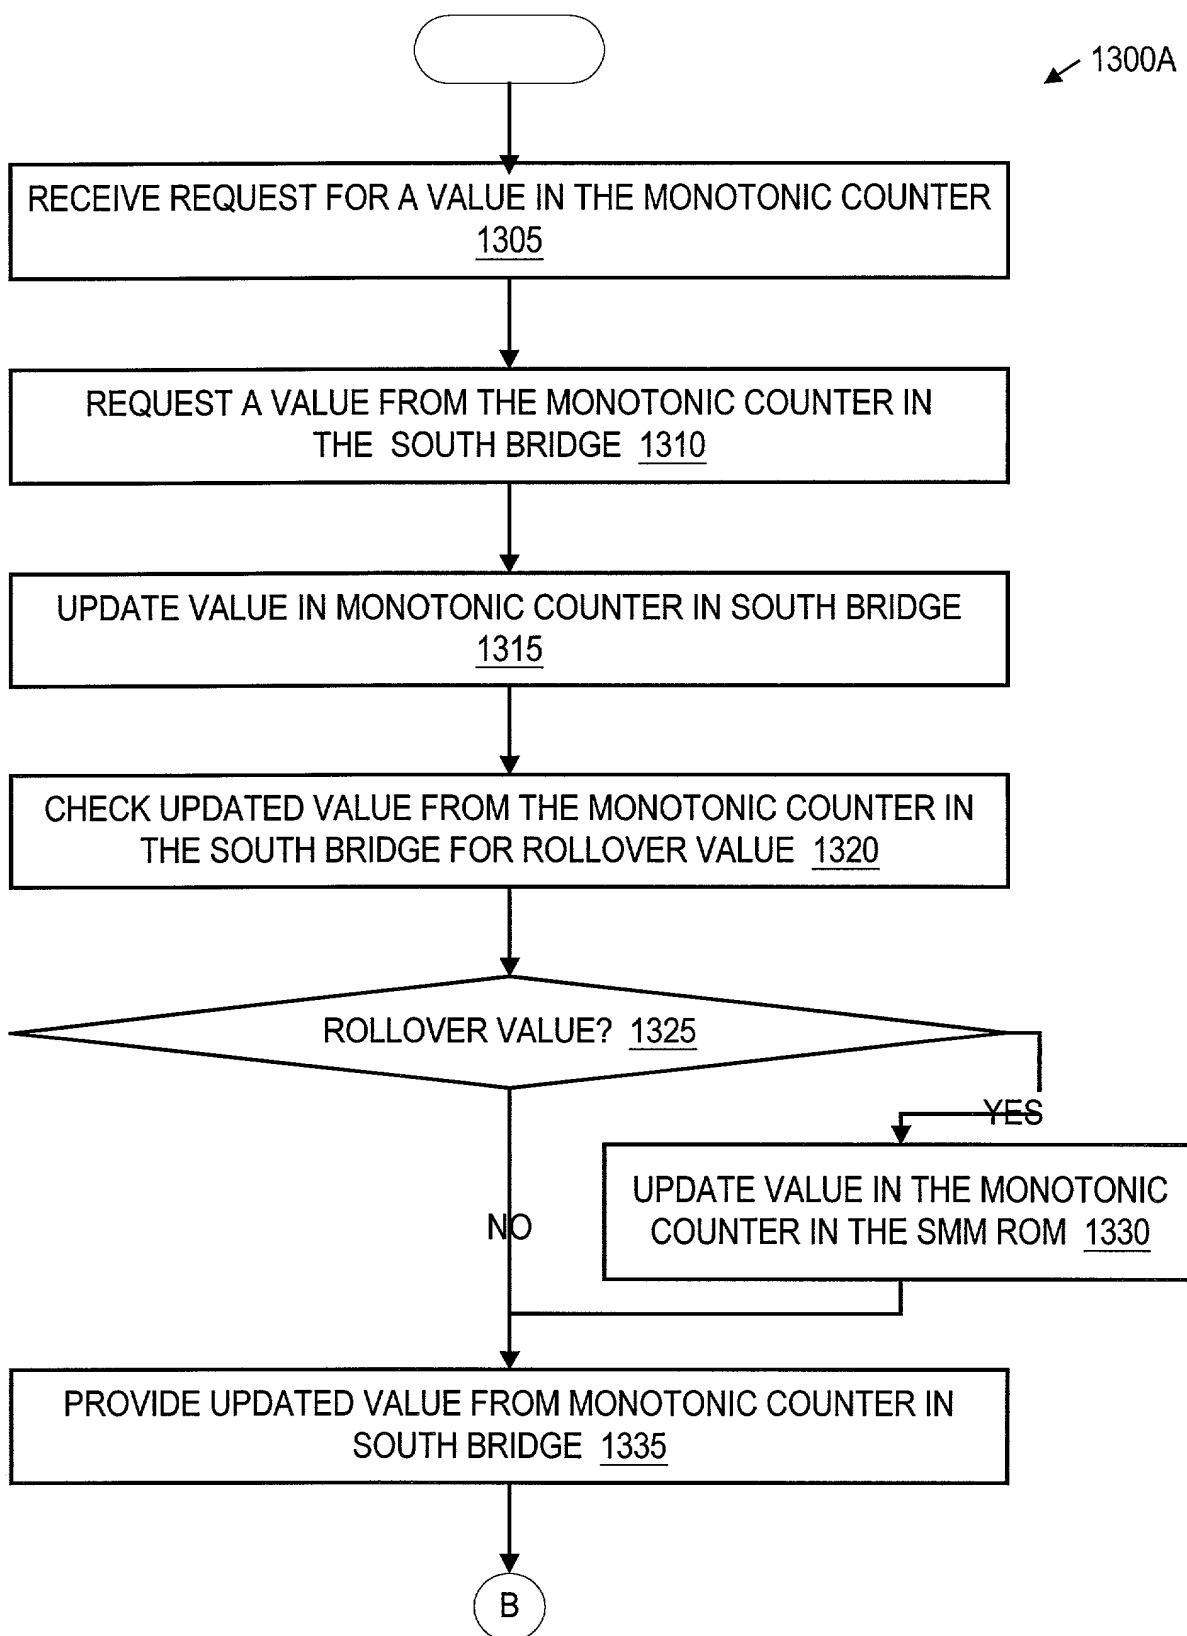 1300A
RECEIVE REQUEST FOR A VALUE IN THE MONOTONIC COUNTER
1305
REQUEST A VALUE FROM THE MONOTONIC COUNTER IN
THE SOUTH BRIDGE 1310
UPDATE VALUE IN MONOTONIC COUNTER IN SOUTH BRIDGE
1315
CHECK UPDATED VALUE FROM THE MONOTONIC COUNTER IN
THE SOUTH BRIDGE FOR ROLLOVER VALUE 1320
ROLLOVER VALUE? 1325
YES
UPDATE VALUE IN THE MONOTONIC
COUNTER IN THE SMM ROM 1330
NO
PROVIDE UPDATED VALUE FROM MONOTONIC COUNTER IN
SOUTH BRIDGE 1335
B